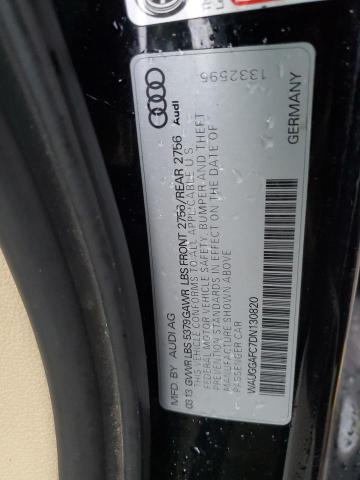 1332595
Audi
GERMANY
MFD. BY AUDI AG
03.13 GVWR LBS 5379 GAWR LBS FRONT 2756/REAR 2756
THIS VEHICLE CONFORMS TO ALL APPLICABLE U.S.
FEDERAL MOTOR VEHICLE SAFETY, BUMPER AND THEFT
PREVENTION STANDARDS IN EFFECT ON THE DATE OF
MANUFACTURE SHOWN ABOVE
PASSENGER CAR
WAUGGAFC7DN130820